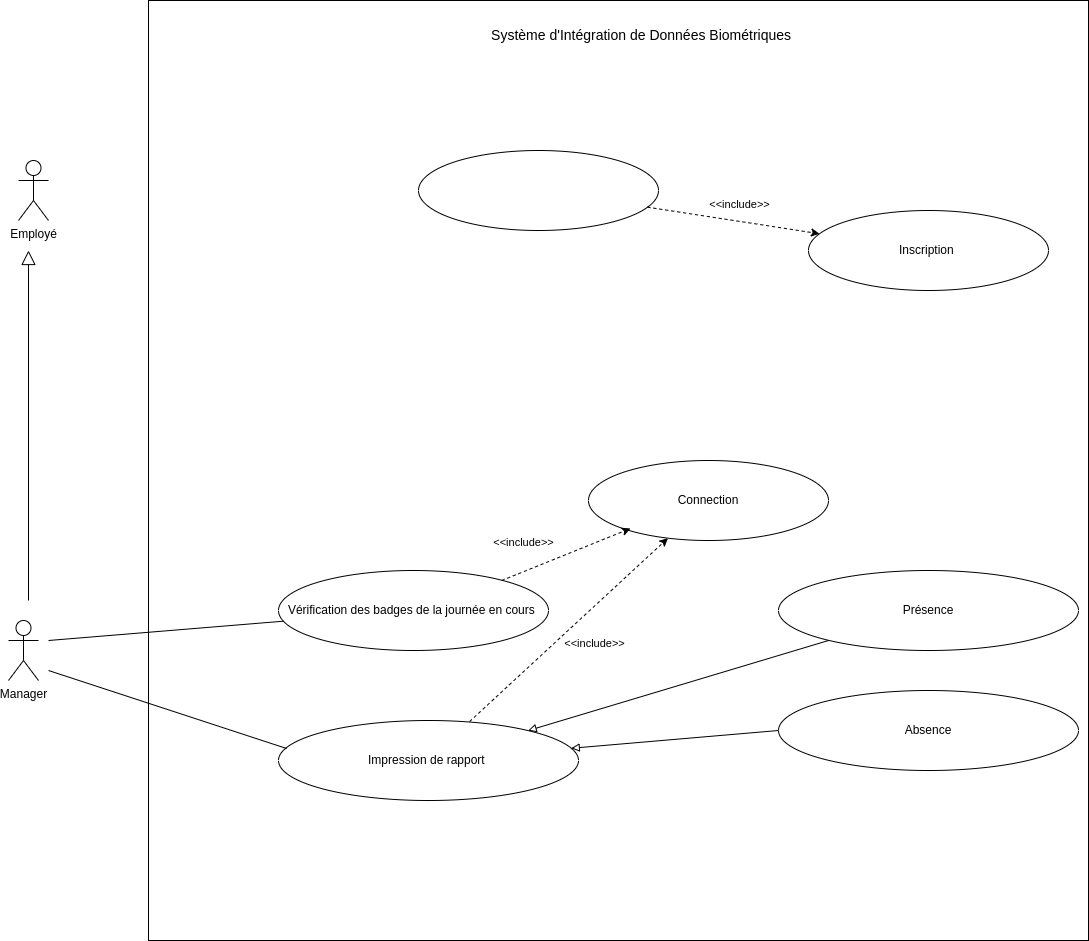 Système d'Intégration de Données Biométriques
Employé
<<include>>
Inscription
Connection
<<include>>
Vérification des badges de la journée en cours
Présence
<<include>>
Manager
Absence
Impression de rapport